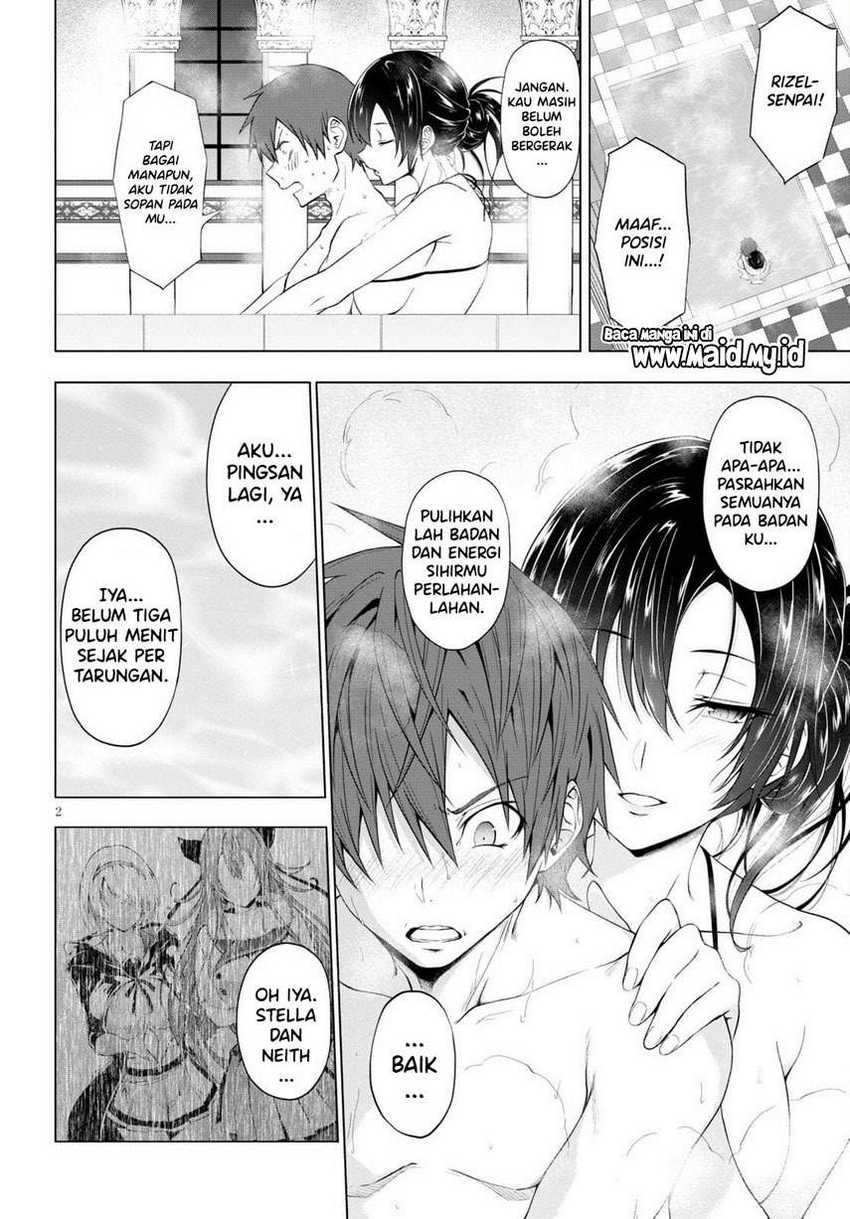 RIZEL-
SENPAI!
MAAF...
POSISI
INI...!
JANGAN.
KAU MASIH
BELUM
BOLEH
BERGERAK
...
TAPI
BAGAI
MANAPUN,
AKU TIDAK
SOPAN PADA
MU...
Baca Manga ini di
www.Maid.My.id
TIDAK
APA-APA...
PASRAHKAN
SEMUANYA
PADA BADAN
KU...
PULIHKAN
LAH BADAN
DAN ENERGI
SIHIRMU
PERLAHAN-
LAHAN.
...
BAIK
...
AKU...
PINGSAN
LAGI, YA
...
IYA...
BELUM TIGA
PULUH MENIT
SEJAK PER
TARUNGAN.
2
OH IYA.
STELLA
DAN
NEITH
...